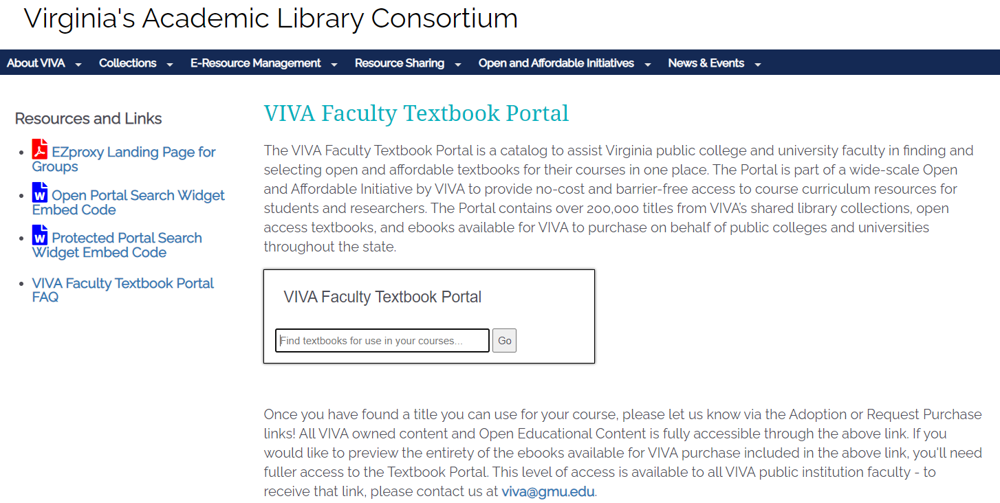 Virginia's Academic Library Consortium
About VIVA Collections E-Resource Management Resource Sharing Open and Affordable Initiatives News & Events
Resources and Links
EZproxy Landing Page for
Groups
Open Portal Search Widget
Embed Code
Protected Portal Search
Widget Embed Code
VIVA Faculty Textbook Portal
FAQ
VIVA Faculty Textbook Portal
The VIVA Faculty Textbook Portal is a catalog to assist Virginia public college and university faculty in finding and
selecting open and affordable textbooks for their courses in one place. The Portal is part of a wide-scale Open
and Affordable Initiative by VIVA to provide no-cost and barrier-free access to course curriculum resources for
students and researchers. The Portal contains over 200,000 titles from VIVA's shared library collections, open
access textbooks, and ebooks available for VIVA to purchase on behalf of public colleges and universities
throughout the state.
VIVA Faculty Textbook Portal
Find textbooks for use in your courses... Go
Once you have found a title you can use for your course, please let us know via the Adoption or Request Purchase
links! All VIVA owned content and Open Educational Content is fully accessible through the above link. If you
would like to preview the entirety of the ebooks available for VIVA purchase included in the above link, you'll need
fuller access to the Textbook Portal. This level of access is available to all VIVA public institution faculty - to
receive that link, please contact us at viva@gmu.edu.